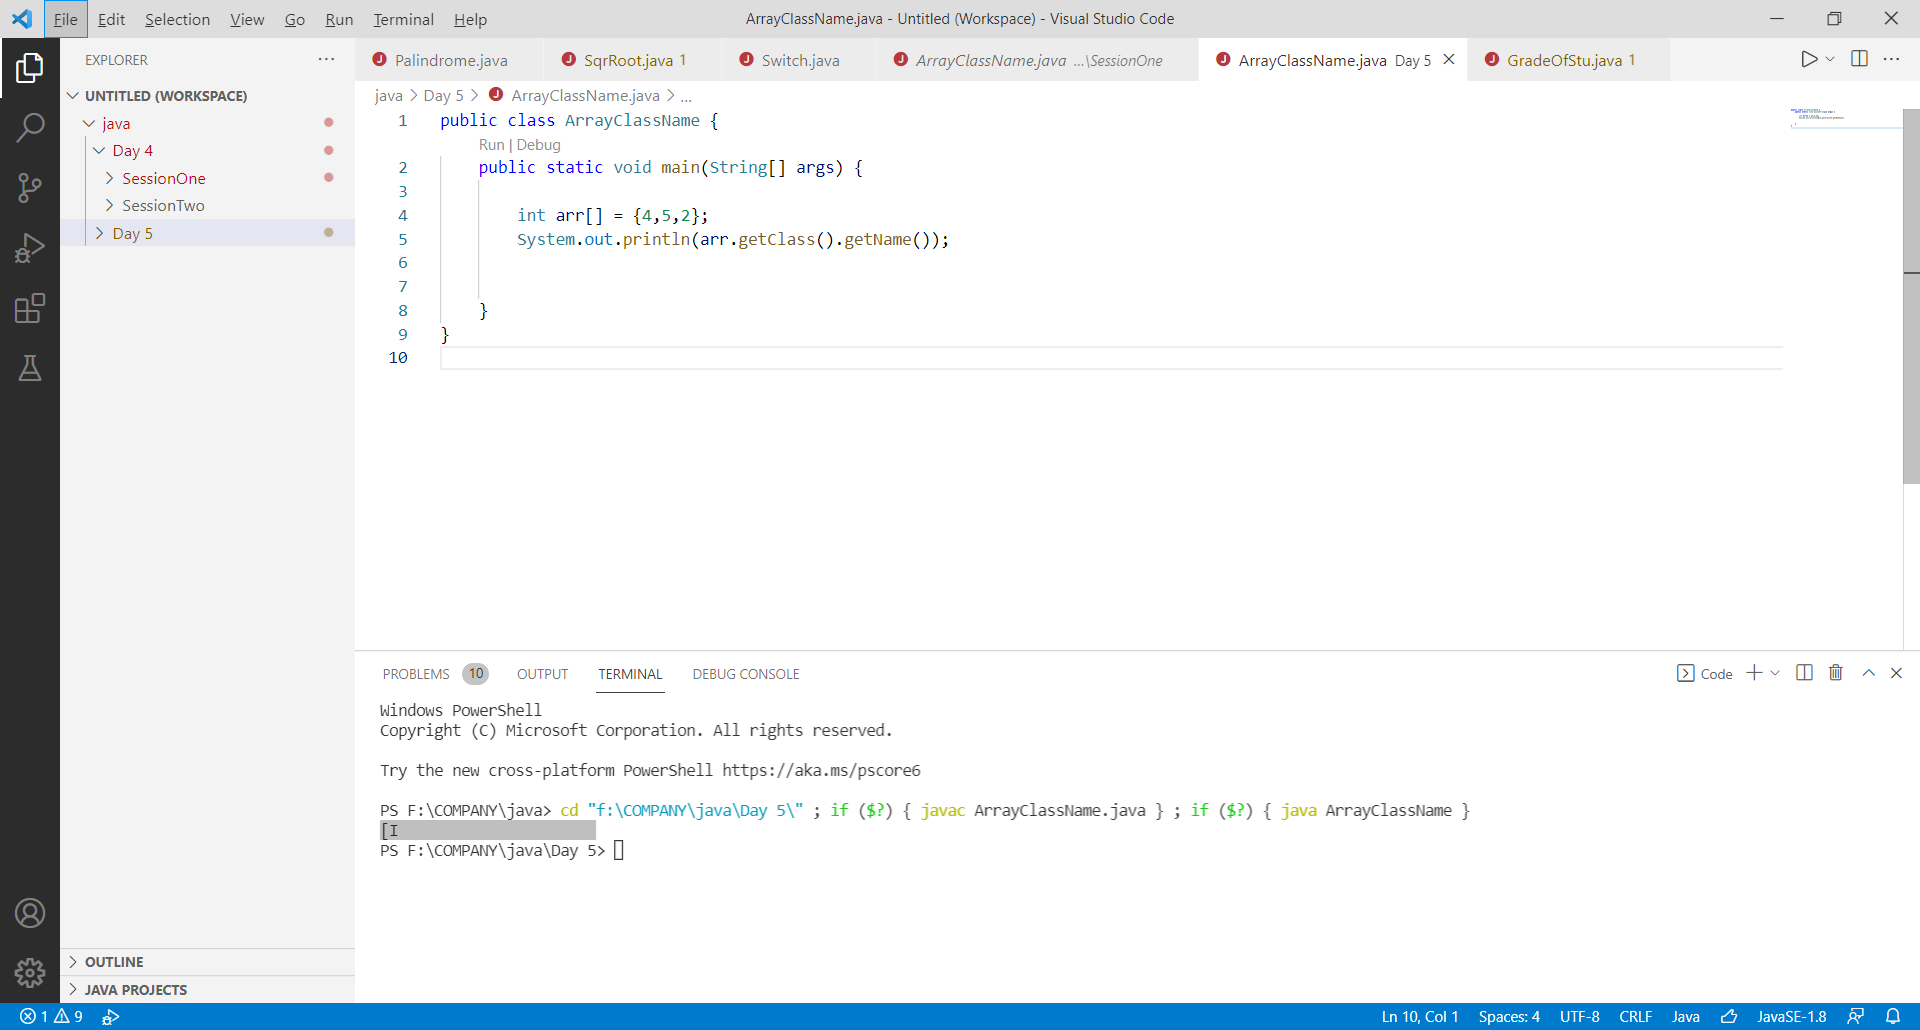 File Edit Selection View Go Run Terminal Help
ArrayClassName.java - Untitled (Workspace) - Visual Studio Code
EXPLORER
UNTITLED (WORKSPACE)
java
Day 4
SessionOne
SessionTwo
Day 5
OUTLINE
JAVA PROJECTS
Palindrome.java
SqrRoot.java 1
Switch.java
ArrayClassName.java ...\SessionOne
ArrayClassName.java Day 5
GradeOfStu.java 1
java > Day 5 > ArrayClassName.java > ...
1 public class ArrayClassName {
Run | Debug
2 public static void main(String[] args) {
3
4 int arr[] = {4,5,2};
5 System.out.println(arr.getClass().getName());
6
7
8 }
9 }
10
PROBLEMS 10 OUTPUT TERMINAL DEBUG CONSOLE
Code
Windows PowerShell
Copyright (C) Microsoft Corporation. All rights reserved.
Try the new cross-platform PowerShell https://aka.ms/pscore6
PS F:\COMPANY\java> cd "f:\COMPANY\java\Day 5\" ; if ($?) { javac ArrayClassName.java } ; if ($?) { java ArrayClassName }
[I
PS F:\COMPANY\java\Day 5>
1 9
Ln 10, Col 1 Spaces: 4 UTF-8 CRLF Java JavaSE-1.8